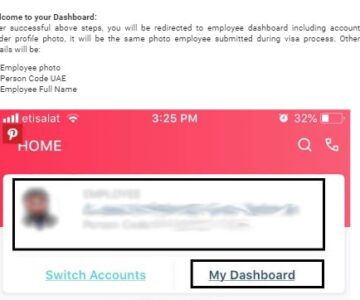 lcome to your Dashboard:
er successful above steps, you will be redirected to employee dashboard including account
der profile photo, it will be the same photo employee submitted during visa process. Other
ails will be:
Employee photo
Person Code UAE
Employee Full Name
etisalat 3:25 PM 32%
HOME
EMPLOYEE
Person Code
Switch Accounts
My Dashboard